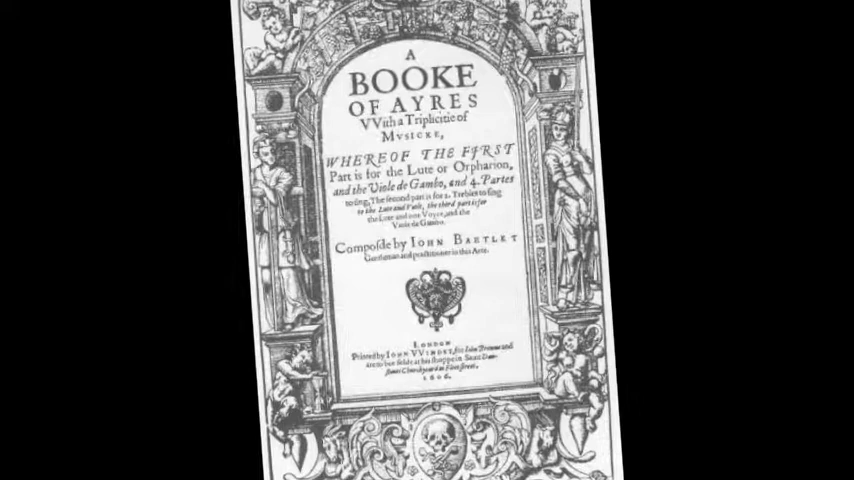 A
BOOKE
OF AYRES
VVith a Triplicitie of
MVSICKE,
WHEREOF THE FIRST
Part is for the Lute or Orpharion,
and the Viole de Gambo, and 4. Partes
to sing, The second part is for 2. Trebles to sing
to the Lute and Viole, the third part is for
the Lute and one Voyce, and the
Viole de Gambo.
Composde by IOHN BARTLET
Gentleman and practitioner in this Arte.
LONDON
Printed by IOHN VVINDET, for Iohn Browne and
are to bee solde at his shoppe in Saint Dun-
stones Churchyard in Fleet street.
1606.